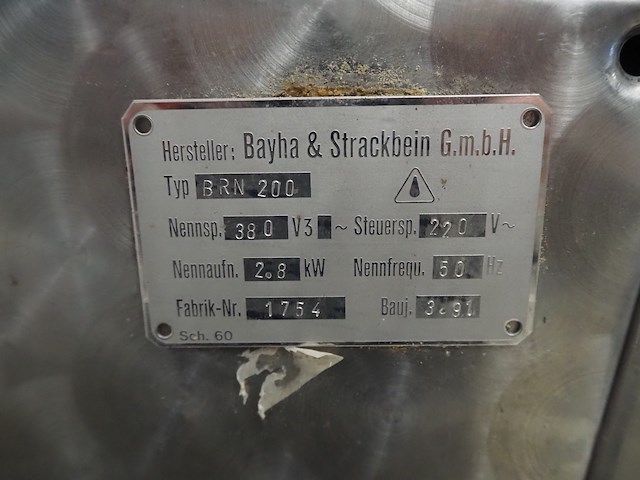 Hersteller: Bayha & Strackbein G.m.b.H.
Typ BRN 200
Nennsp. 380 V3 ~ Steuersp. 220 V~
Nennaufn. 2.8 kW Nennfrequ. 50 Hz
Fabrik-Nr. 1754 Bauj. 3.91
Sch. 60